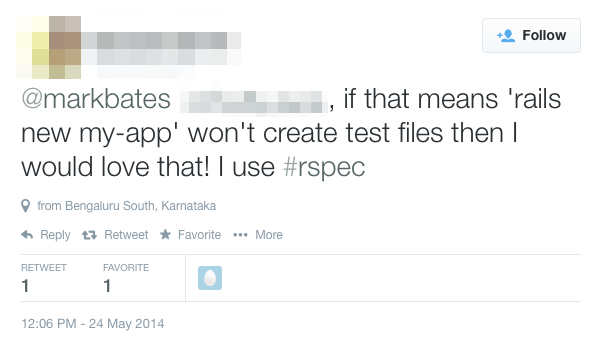 Follow
@markbates , if that means 'rails
new my-app' won't create test files then I
would love that! I use #rspec
from Bengaluru South, Karnataka
Reply Retweet Favorite More
RETWEET FAVORITE
1 1
12:06 PM - 24 May 2014